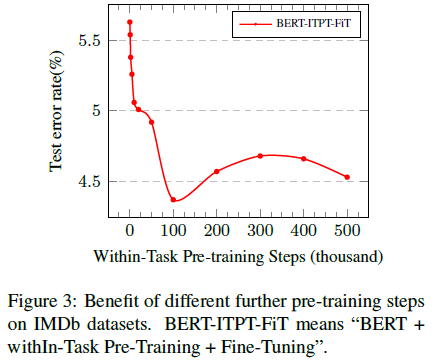 BERT-ITPT-FiT
5.5
5
4.5
Test error rate(%)
0 100 200 300 400 500
Within-Task Pre-training Steps (thousand)
Figure 3: Benefit of different further pre-training steps
on IMDb datasets. BERT-ITPT-FiT means “BERT +
withIn-Task Pre-Training + Fine-Tuning”.